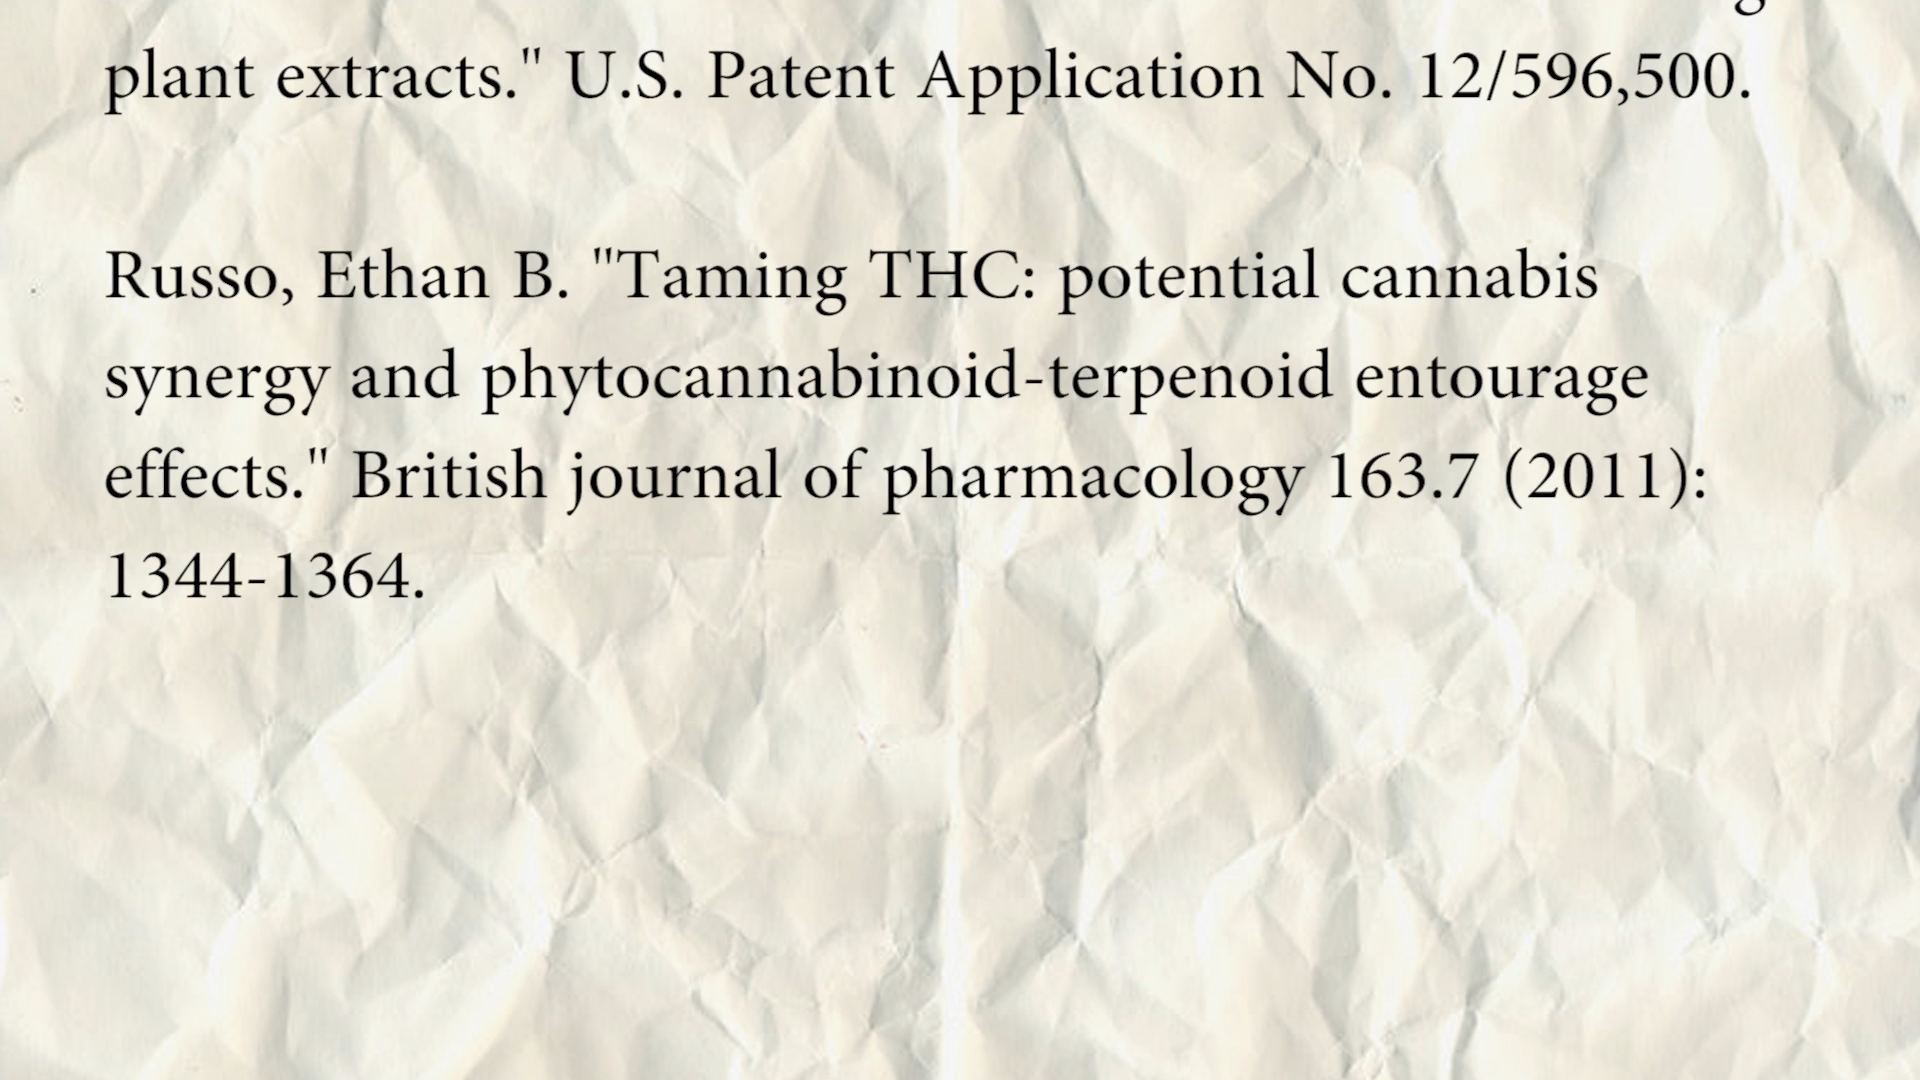 plant extracts." U.S. Patent Application No. 12/596,500.
Russo, Ethan B. "Taming THC: potential cannabis
synergy and phytocannabinoid-terpenoid entourage
effects." British journal of pharmacology 163.7 (2011):
1344-1364.